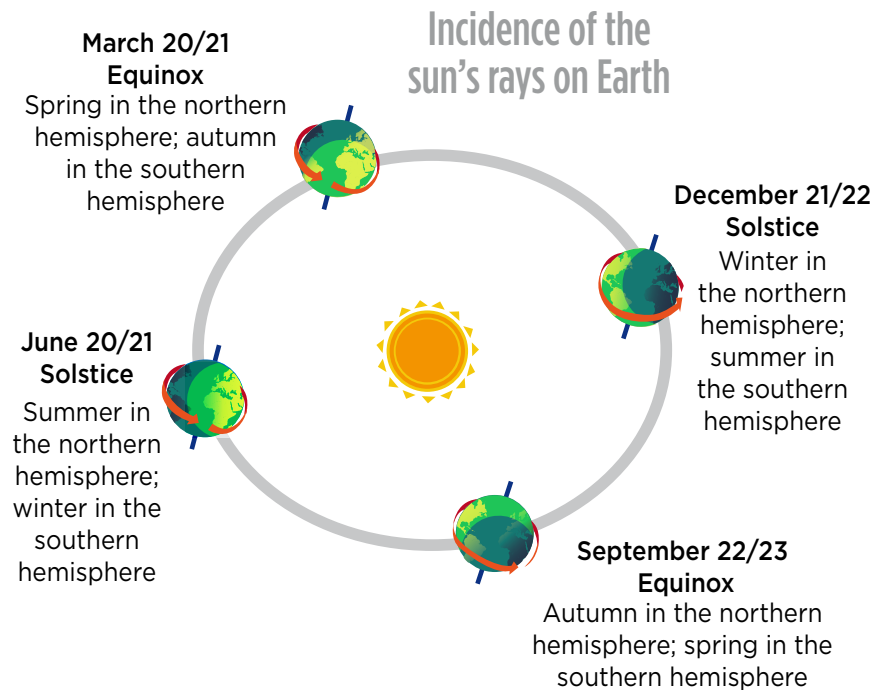 Incidence of the
sun's rays on Earth
March 20/21
Equinox
Spring in the northern
hemisphere; autumn
in the southern
hemisphere
December 21/22
Solstice
Winter in
the northern
hemisphere;
summer in
the southern
hemisphere
June 20/21
Solstice
Summer in
the northern
hemisphere;
winter in the
southern
hemisphere
September 22/23
Equinox
Autumn in the northern
hemisphere; spring in the
southern hemisphere